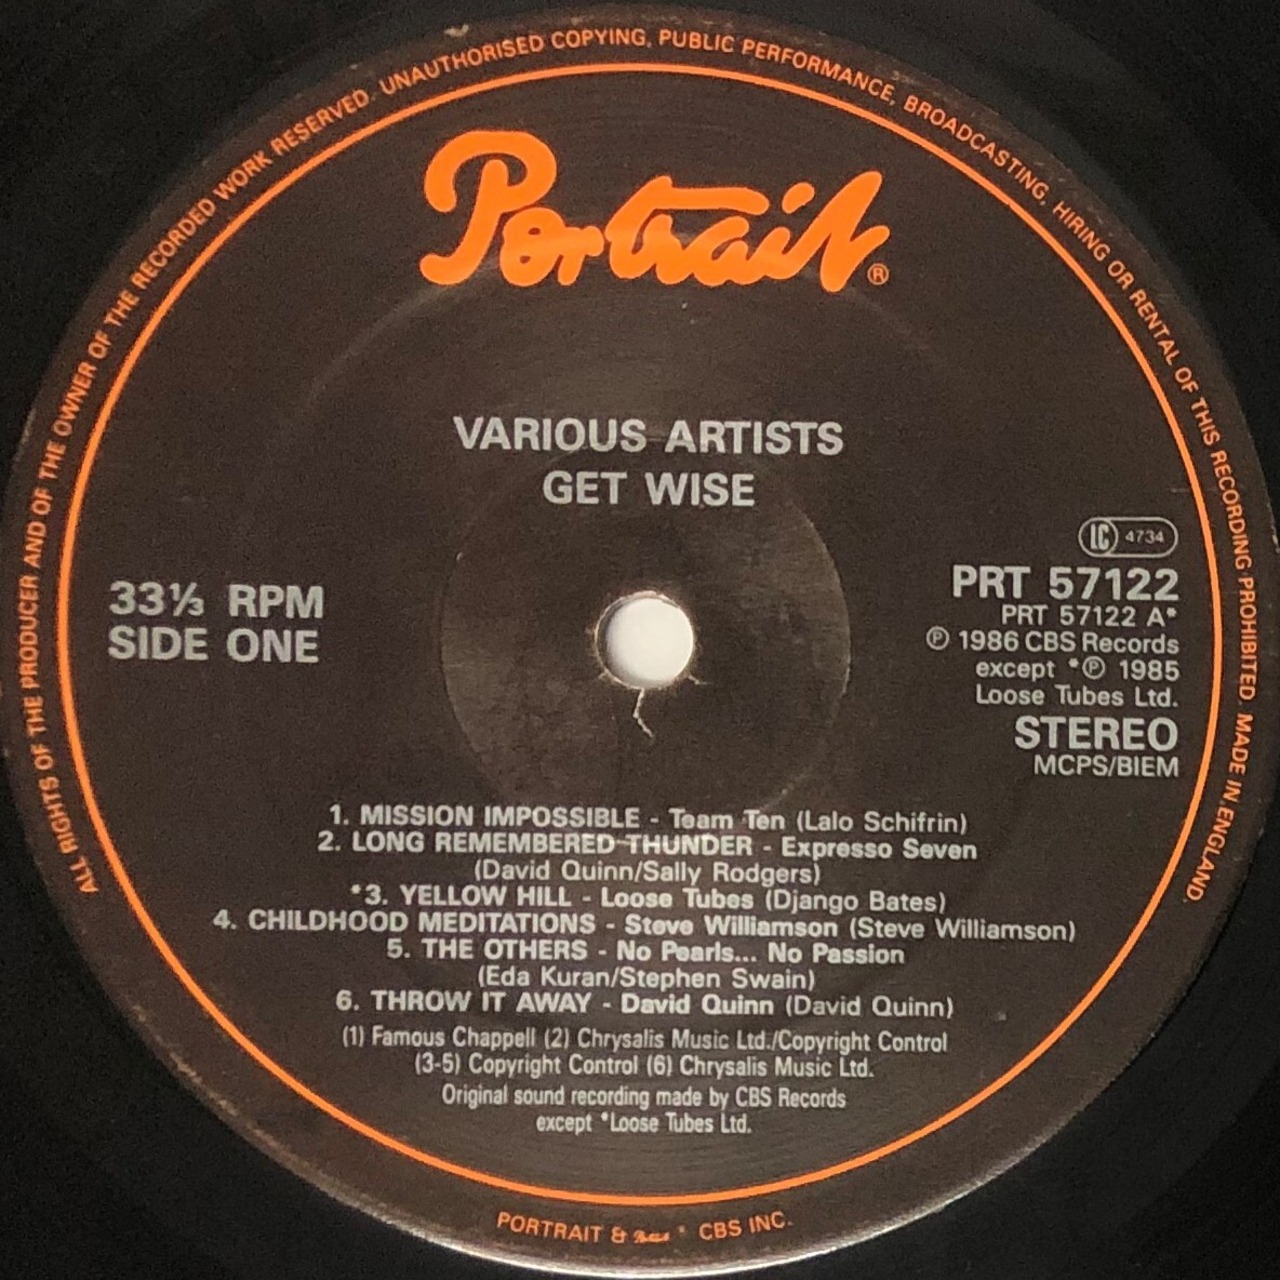 ALL RIGHTS OF THE PRODUCER AND OF THE OWNER OF THE RECORDED WORK RESERVED. UNAUTHORISED COPYING, PUBLIC PERFORMANCE, BROADCASTING, HIRING OR RENTAL OF THIS RECORDING PROHIBITED. MADE IN ENGLAND.
Portrait®
VARIOUS ARTISTS
GET WISE
33⅓ RPM
SIDE ONE
LC 4734
PRT 57122
PRT 57122 A*
℗ 1986 CBS Records
except *℗ 1985
Loose Tubes Ltd.
STEREO
MCPS/BIEM
1. MISSION IMPOSSIBLE - Team Ten (Lalo Schifrin)
2. LONG REMEMBERED THUNDER - Expresso Seven
(David Quinn/Sally Rodgers)
*3. YELLOW HILL - Loose Tubes (Django Bates)
4. CHILDHOOD MEDITATIONS - Steve Williamson (Steve Williamson)
5. THE OTHERS - No Pearls... No Passion
(Eda Kuran/Stephen Swain)
6. THROW IT AWAY - David Quinn (David Quinn)
(1) Famous Chappell (2) Chrysalis Music Ltd./Copyright Control
(3-5) Copyright Control (6) Chrysalis Music Ltd.
Original sound recording made by CBS Records
except *Loose Tubes Ltd.
PORTRAIT & CBS INC.